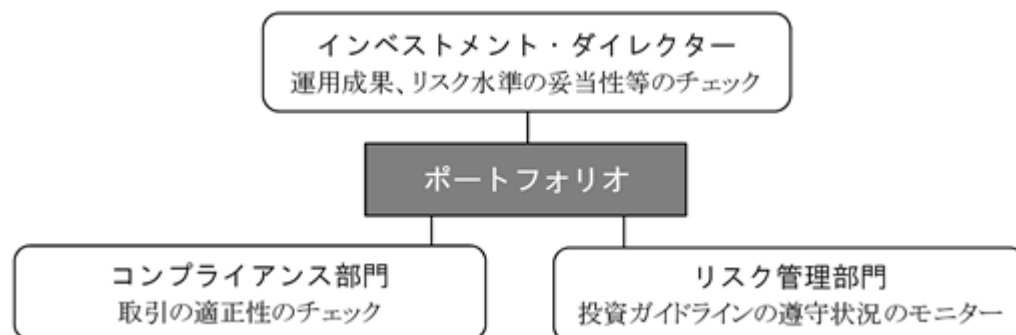 インベストメント・ダイレクター
運用成果、リスク水準の妥当性等のチェック
ポートフォリオ
コンプライアンス部門
取引の適正性のチェック
リスク管理部門
投資ガイドラインの遵守状況のモニター